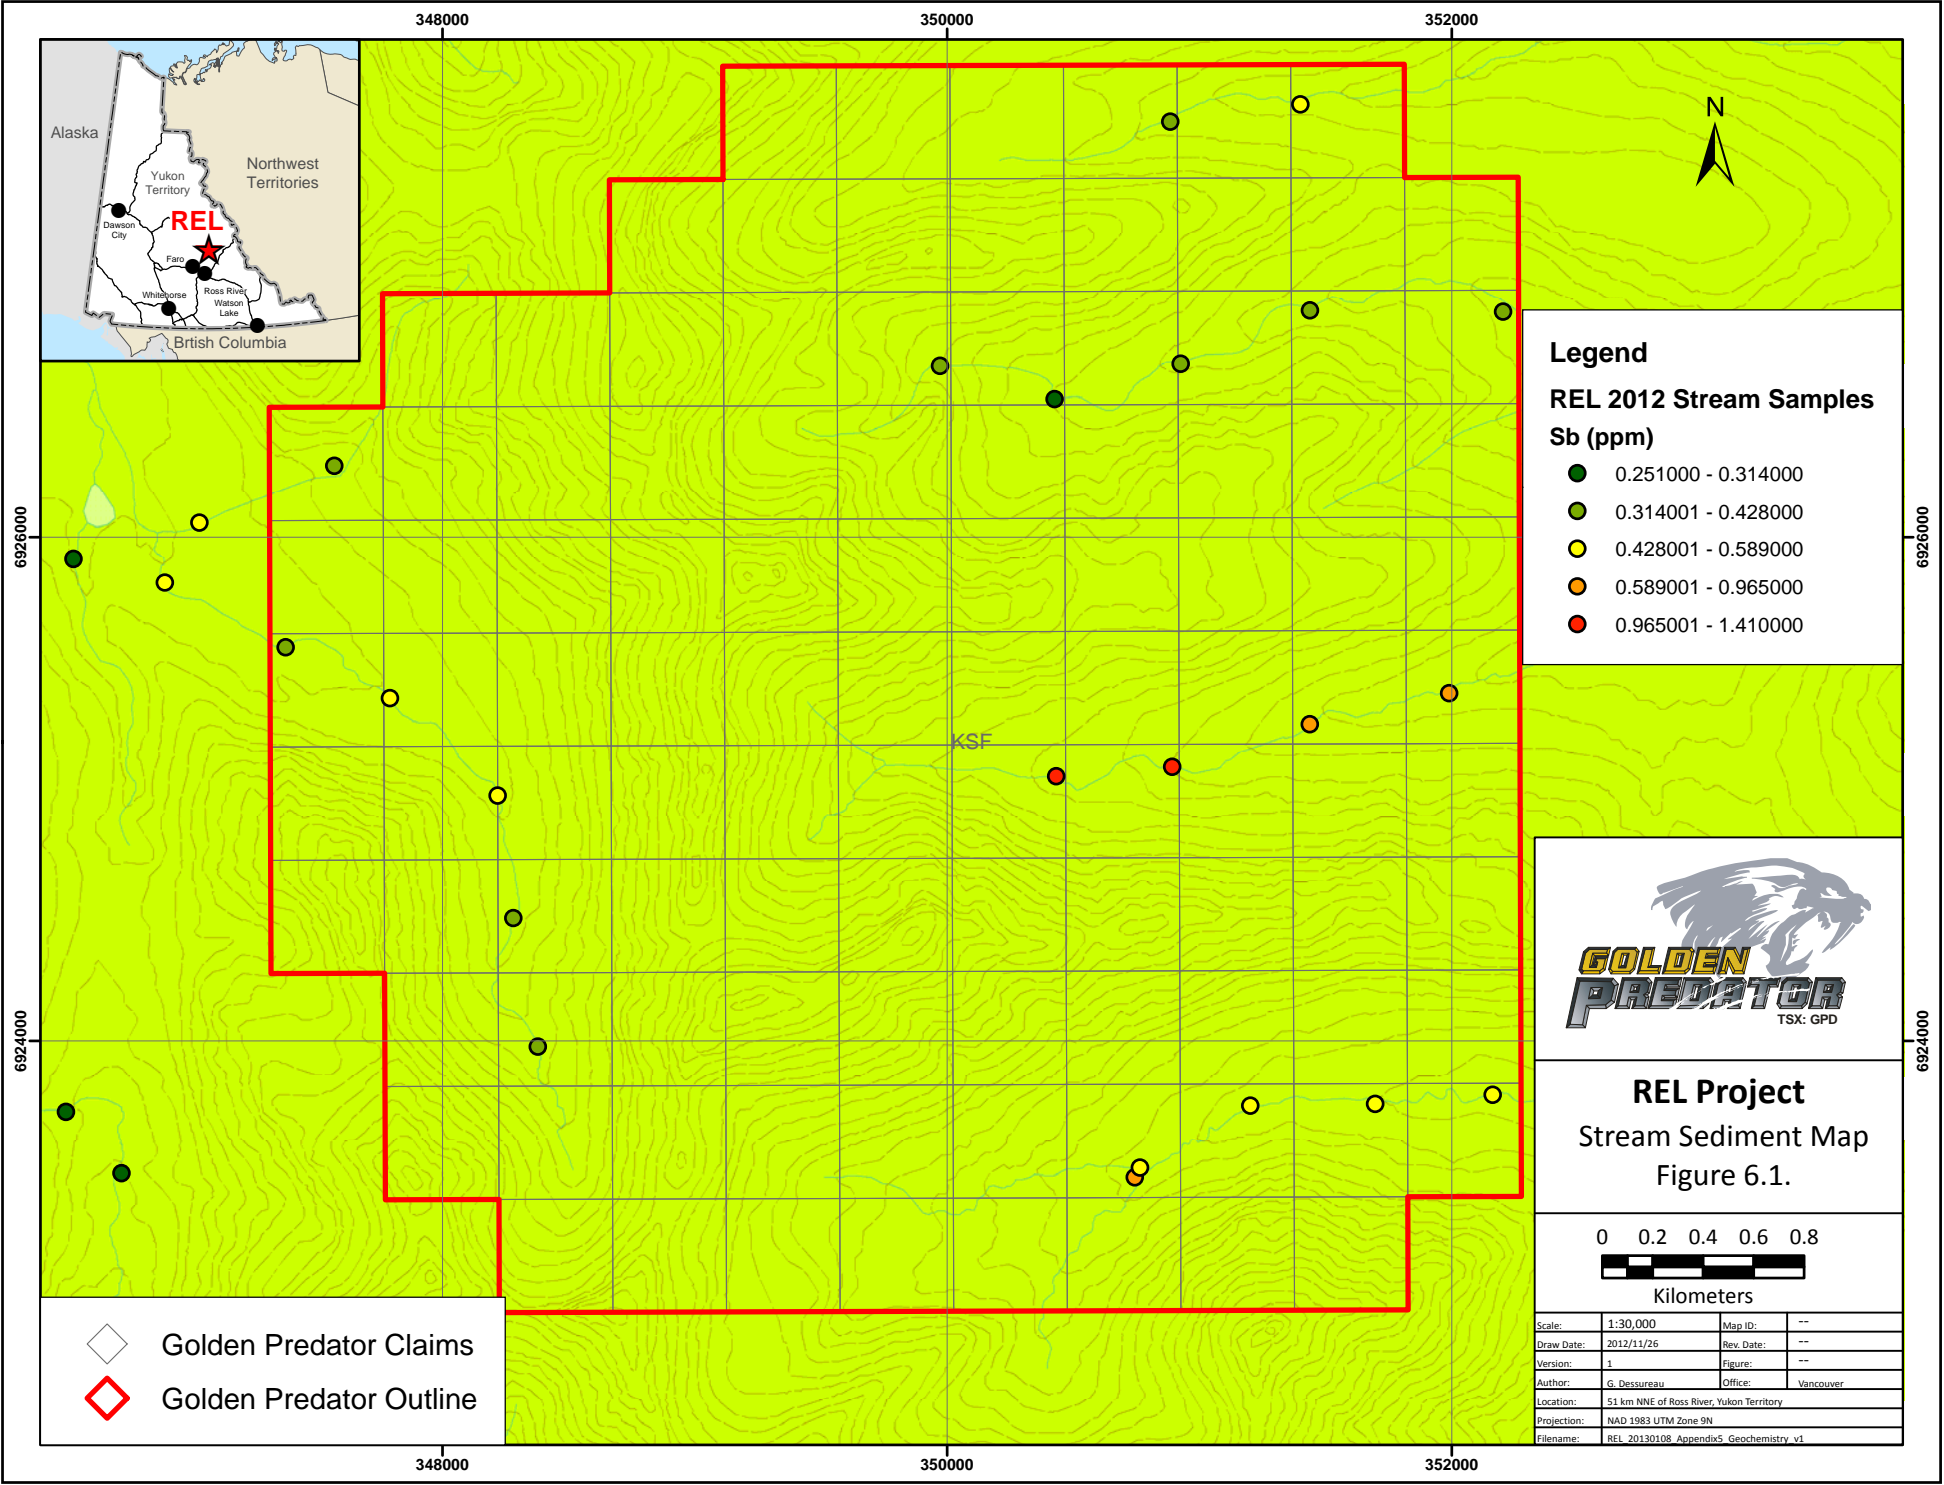 348000
350000
352000
Alaska
Northwest
Territories
Yukon
Territory
REL
Dawson
City
Faro
Ross River
Whitehorse
Watson
Lake
Brtish Columbia
N
6926000
6926000
6924000
6924000
KSF
Legend
REL 2012 Stream Samples
Sb (ppm)
0.251000 - 0.314000
0.314001 - 0.428000
0.428001 - 0.589000
0.589001 - 0.965000
0.965001 - 1.410000
GOLDEN
PREDATOR
TSX: GPD
REL Project
Stream Sediment Map
Figure 6.1.
0 0.2 0.4 0.6 0.8
Kilometers
Scale: 1:30,000 Map ID: --
Draw Date: 2012/11/26 Rev. Date: --
Version: 1 Figure: --
Author: G. Dessureau Office: Vancouver
Location: 51 km NNE of Ross River, Yukon Territory
Projection: NAD 1983 UTM Zone 9N
Filename: REL_20130108_Appendix5_Geochemistry_v1
Golden Predator Claims
Golden Predator Outline
348000
350000
352000